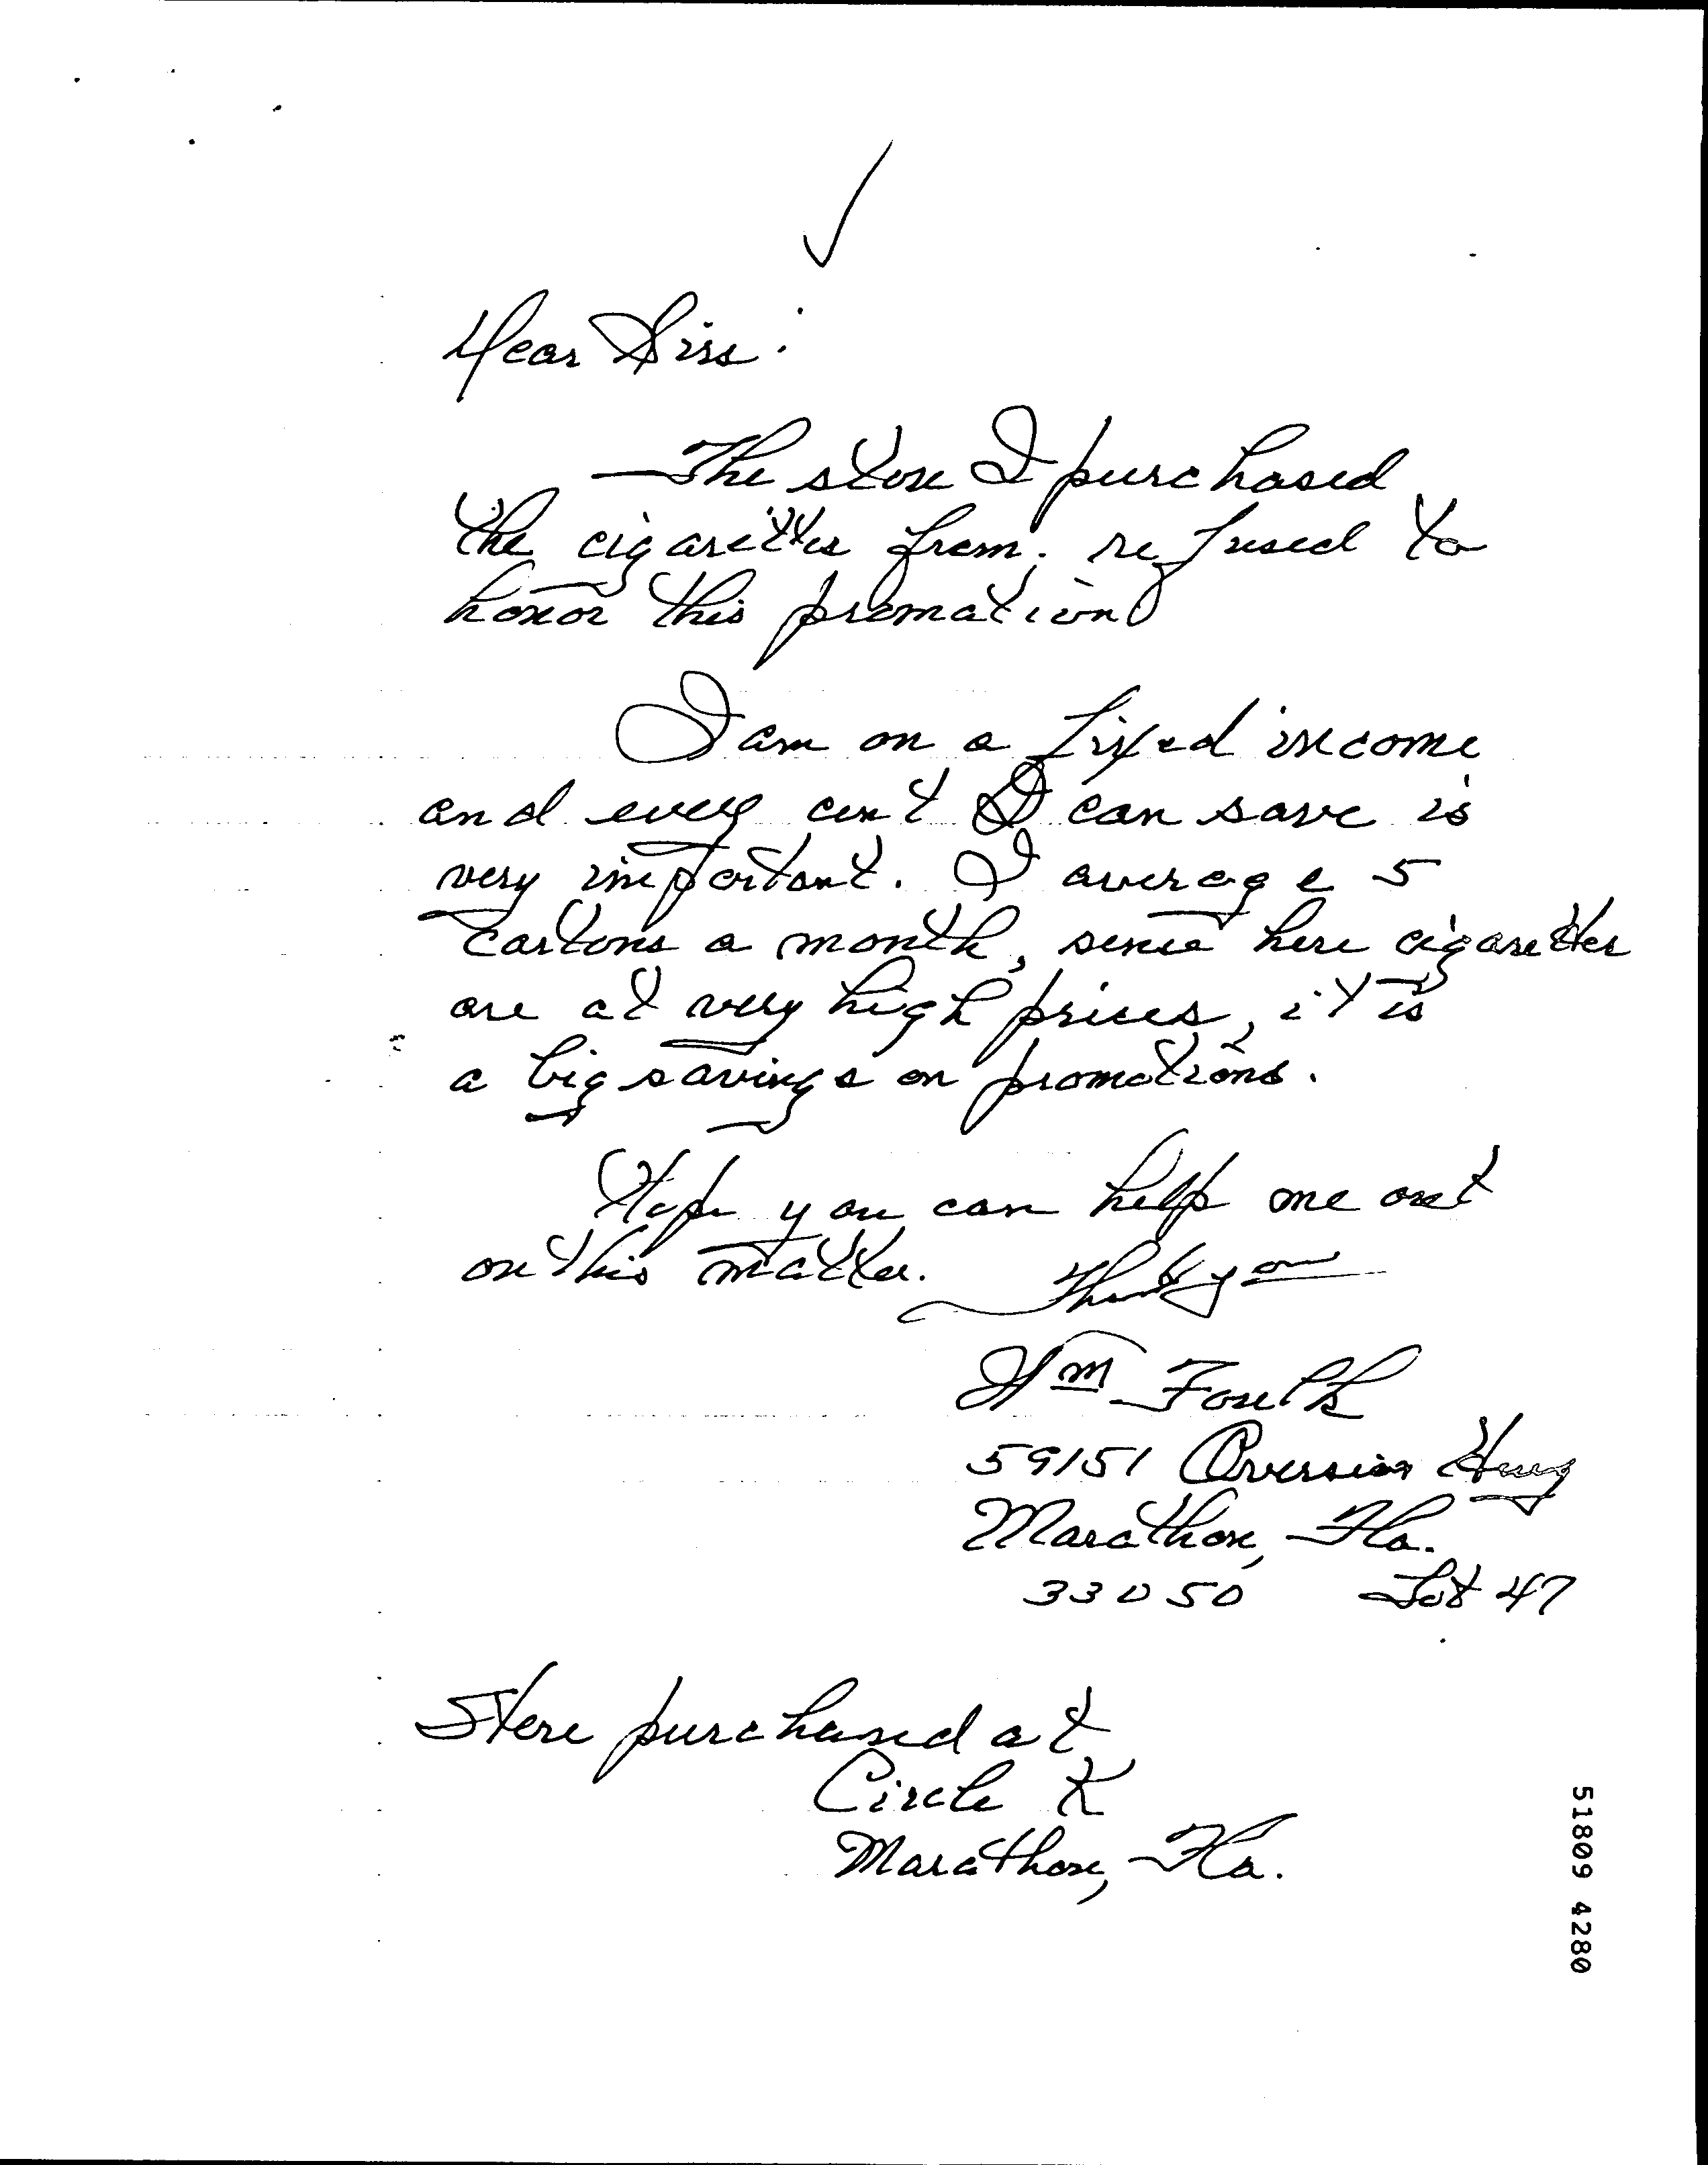 Dear Sirs:
The store I purchased
the cigarettes from, refused to
honor this promotion
I am on a fixed income
and every cent I can save is
very important. I average 5
cartons a month, since here cigarettes
are at very high prices, it is
a big savings on promotions.
Hope you can help me out
on this matter. Thank you
Wm Foulk
59151 Overseas Hwy
Marathon, Fla.
33050 Lot 47
Store purchased at
Circle K
Marathon, Fla.
51809 4280